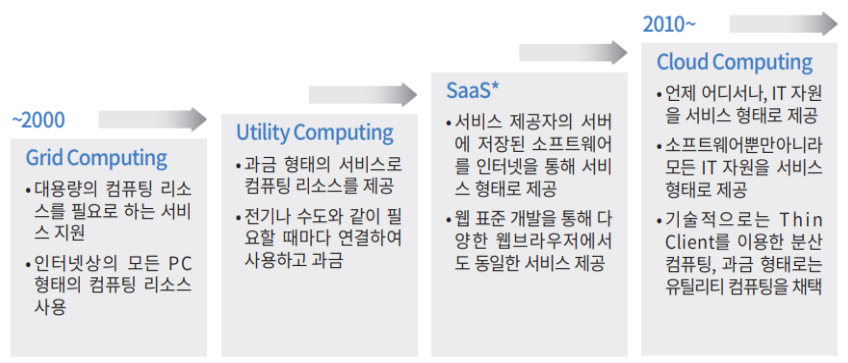 ~2000
Grid Computing
•대용량의 컴퓨팅 리소
스를 필요로 하는 서비
스 지원
•인터넷상의 모든 PC
형태의 컴퓨팅 리소스
사용
Utility Computing
•과금 형태의 서비스로
컴퓨팅 리소스를 제공
•전기나 수도와 같이 필
요할 때마다 연결하여
사용하고 과금
SaaS*
•서비스 제공자의 서버
에 저장된 소프트웨어
를 인터넷을 통해 서비
스 형태로 제공
•웹 표준 개발을 통해 다
양한 웹브라우저에서
도 동일한 서비스 제공
2010~
Cloud Computing
•언제 어디서나, IT 자원
을 서비스 형태로 제공
•소프트웨어뿐만아니라
모든 IT 자원을 서비스
형태로 제공
•기술적으로는 Thin
Client를 이용한 분산
컴퓨팅, 과금 형태로는
유틸리티 컴퓨팅을 채택